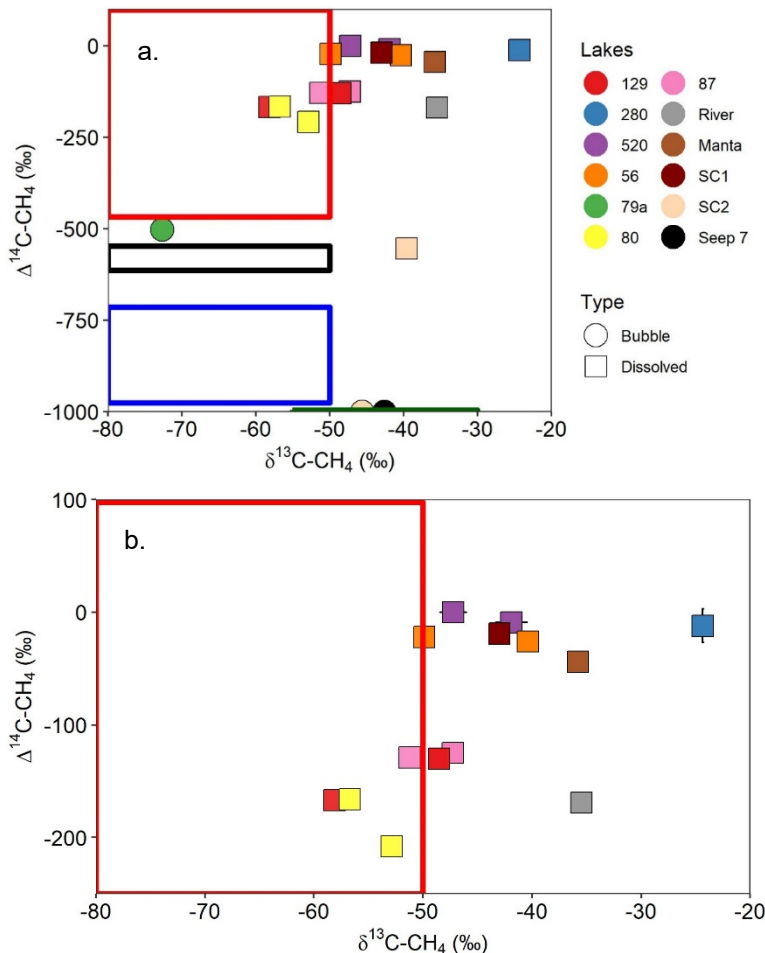 a.
0
-250
-500
-750
-1000
Δ¹⁴C-CH₄ (‰)
-80 -70 -60 -50 -40 -30 -20
δ¹³C-CH₄ (‰)
Lakes
129 87
280 River
520 Manta
56 SC1
79a SC2
80 Seep 7
Type
Bubble
Dissolved
b.
100
0
-100
-200
Δ¹⁴C-CH₄ (‰)
-80 -70 -60 -50 -40 -30 -20
δ¹³C-CH₄ (‰)